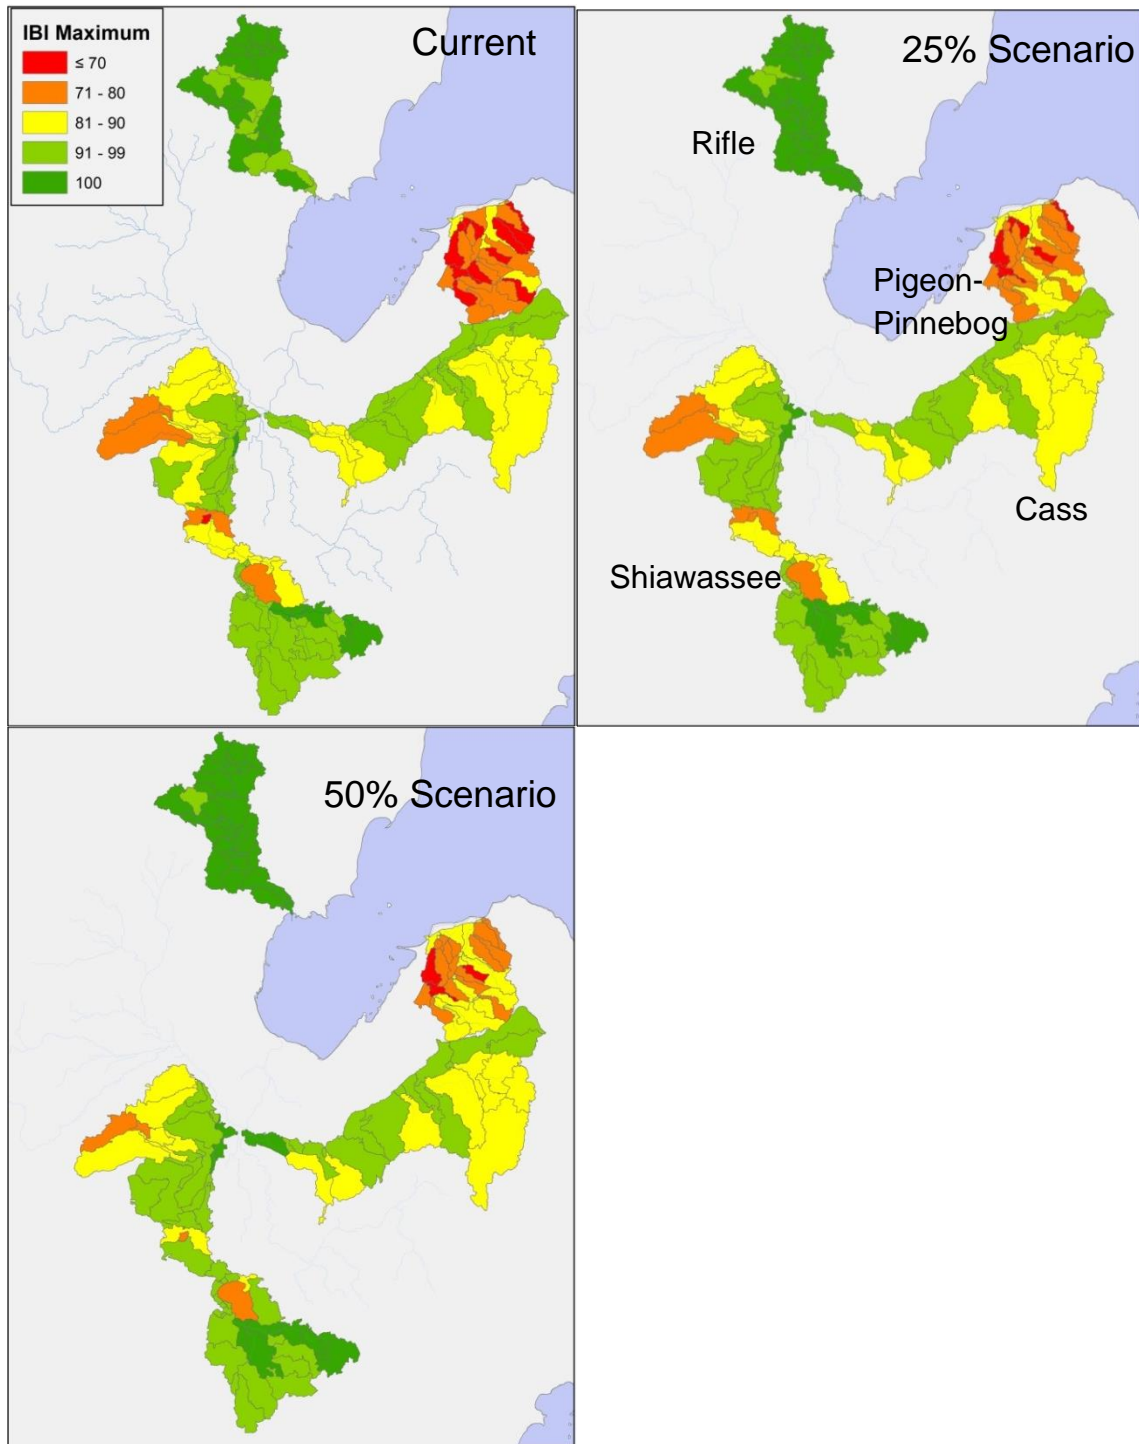 IBI Maximum
≤ 70
71 - 80
81 - 90
91 - 99
100
Current
25% Scenario
Rifle
Pigeon-
Pinnebog
Cass
Shiawassee
50% Scenario